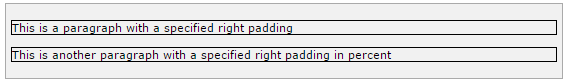 This is a paragraph with a specified right padding
This is another paragraph with a specified right padding in percent